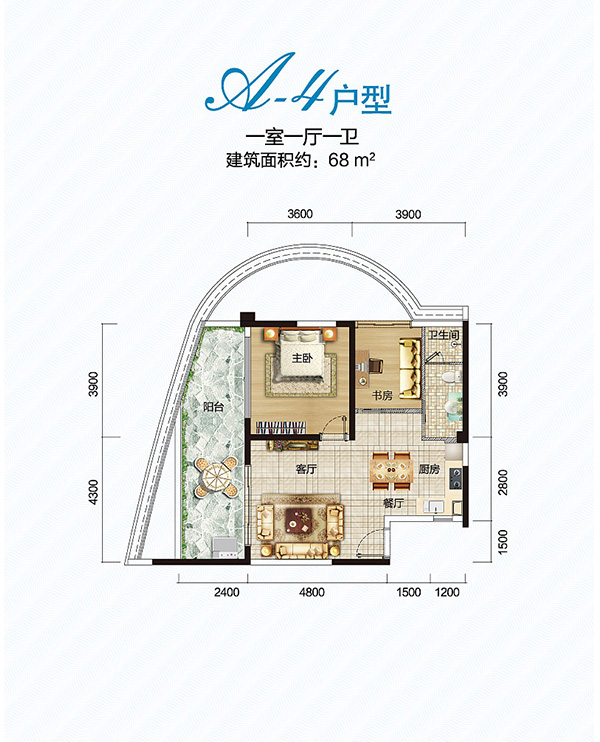 A-4户型
一室一厅一卫
建筑面积约：68 m²
3600 3900
3900 4300
主卧
书房
卫生间
阳台
客厅
餐厅
厨房
3900 2800 1500
2400 4800 1500 1200